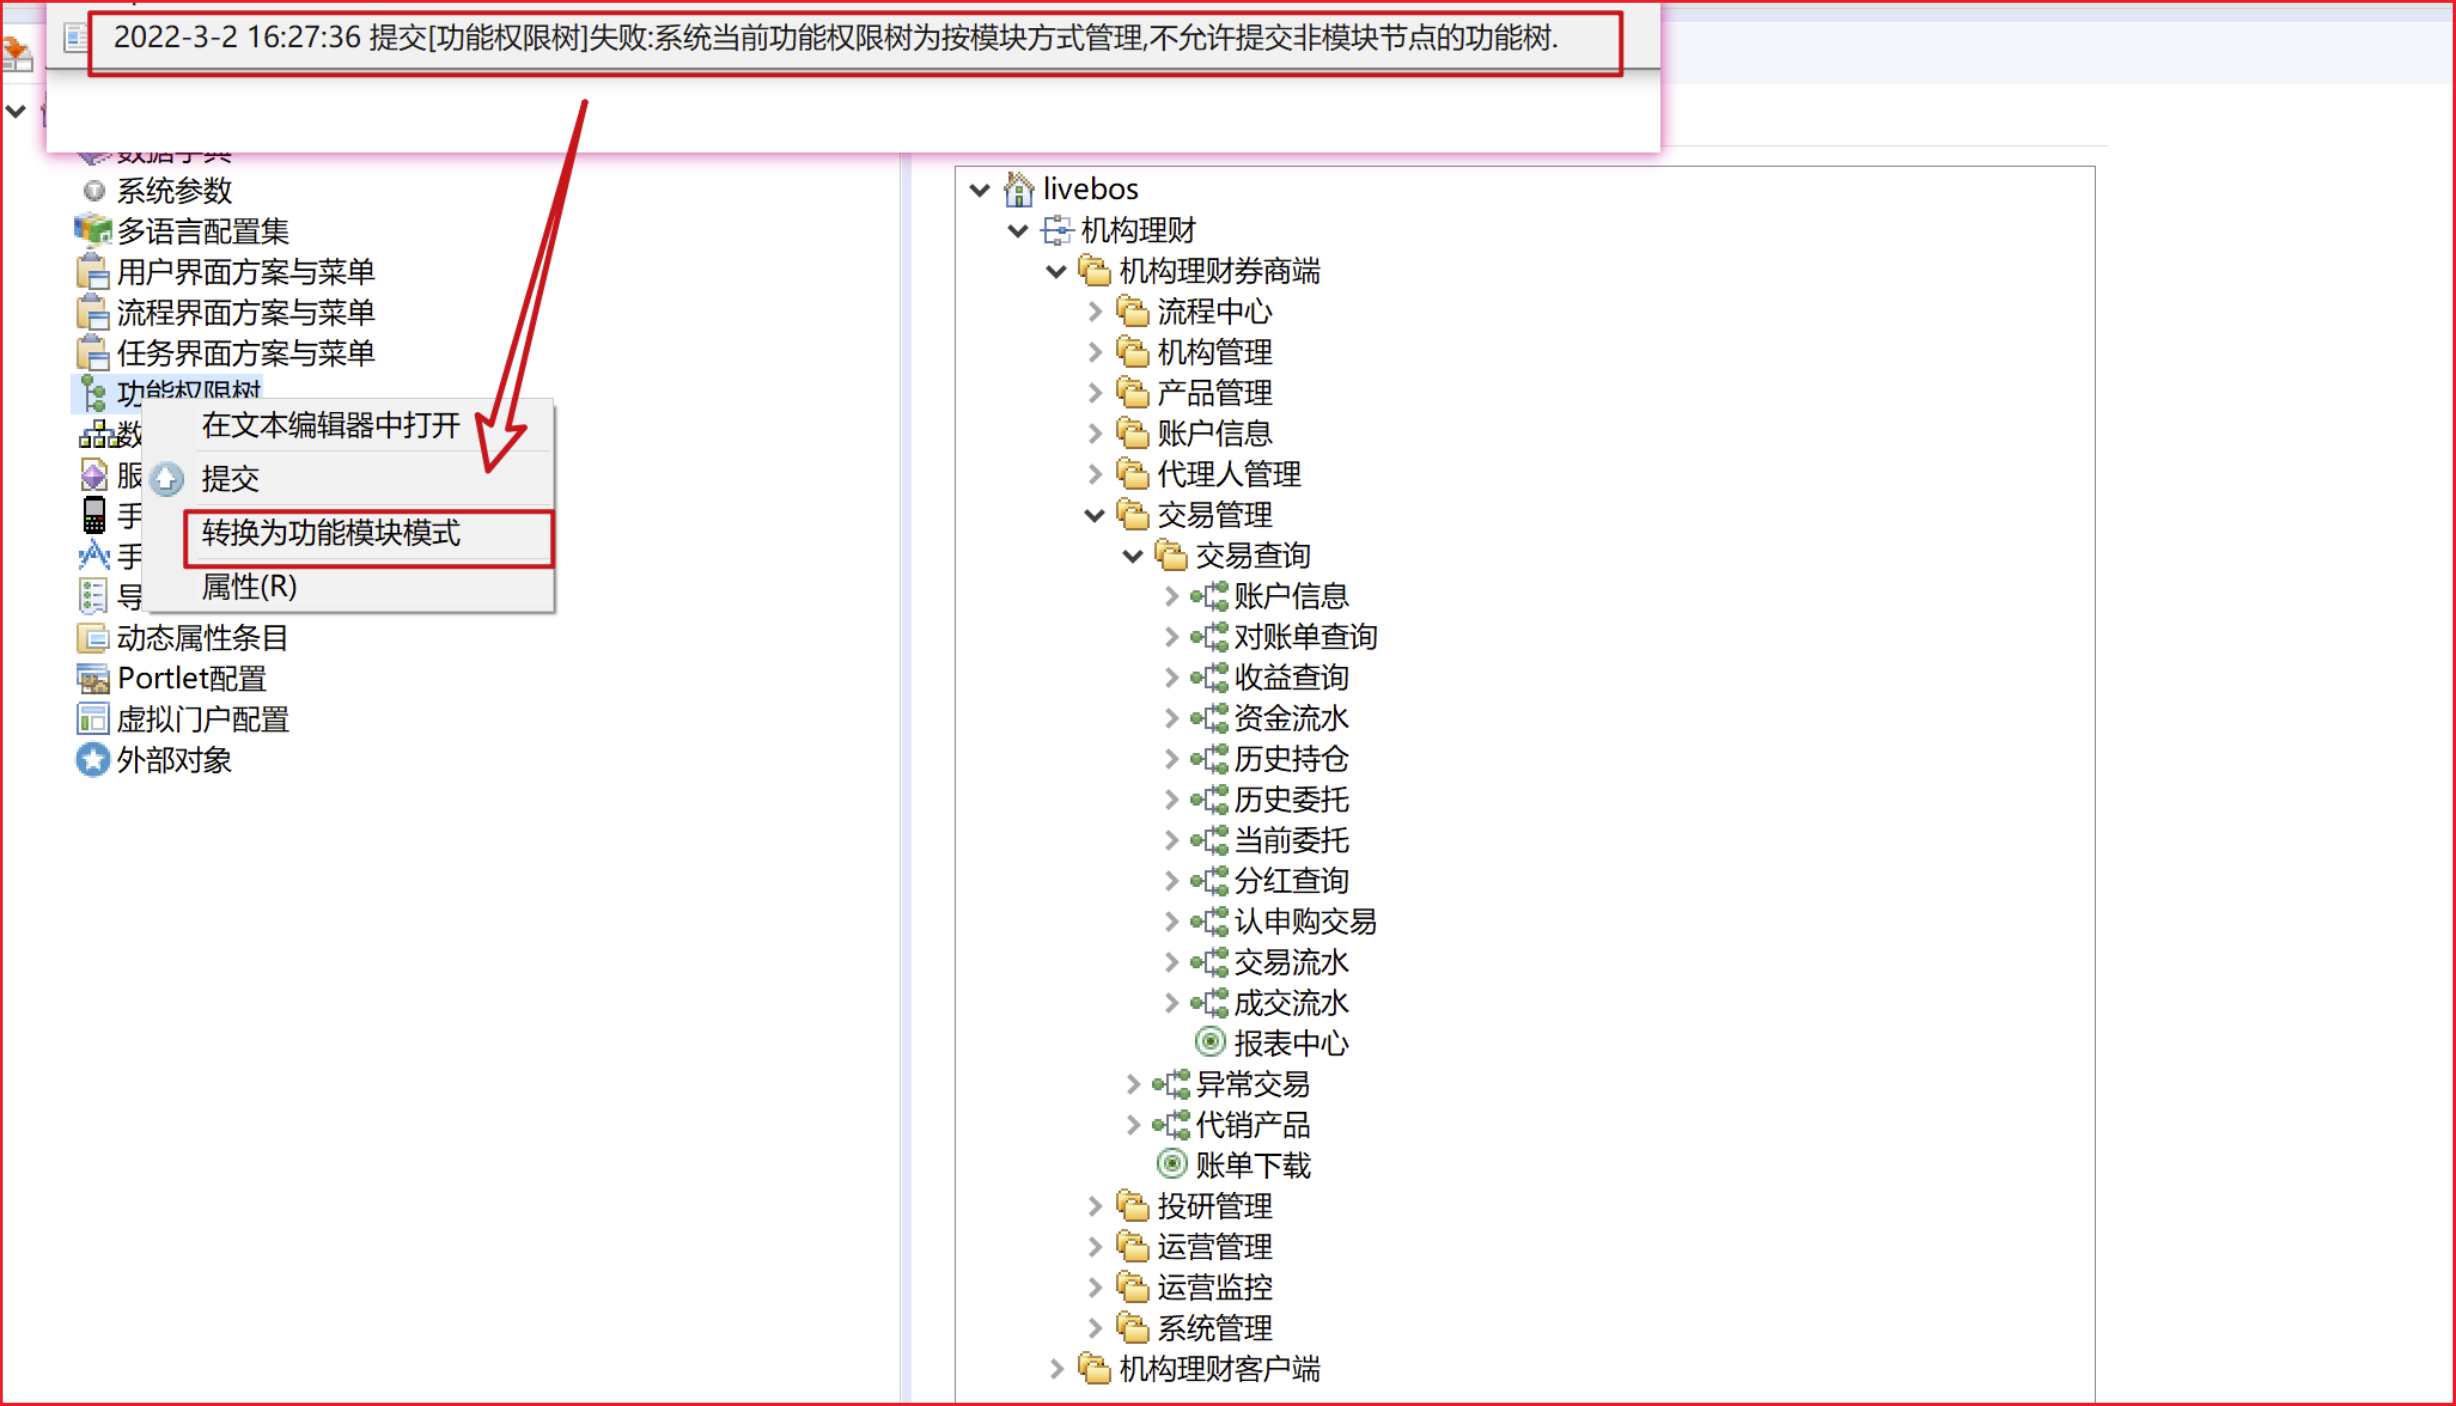 2022-3-2 16:27:36 提交[功能权限树]失败:系统当前功能权限树为按模块方式管理,不允许提交非模块节点的功能树.
数据字典
系统参数
多语言配置集
用户界面方案与菜单
流程界面方案与菜单
任务界面方案与菜单
功能权限树
数
服
手
手
导
动态属性条目
Portlet配置
虚拟门户配置
外部对象
在文本编辑器中打开
提交
转换为功能模块模式
属性(R)
livebos
机构理财
机构理财券商端
流程中心
机构管理
产品管理
账户信息
代理人管理
交易管理
交易查询
账户信息
对账单查询
收益查询
资金流水
历史持仓
历史委托
当前委托
分红查询
认申购交易
交易流水
成交流水
报表中心
异常交易
代销产品
账单下载
投研管理
运营管理
运营监控
系统管理
机构理财客户端